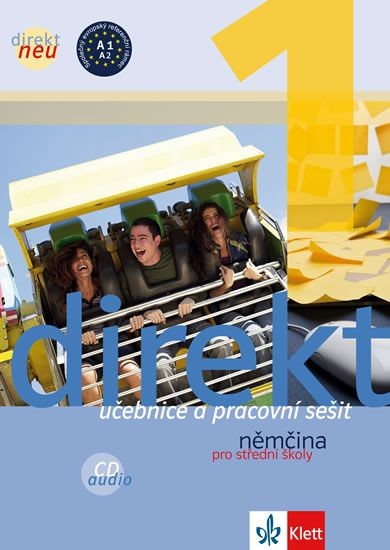 direkt
neu
Společný evropský referenční rámec
A1
A2
1
direkt
učebnice a pracovní sešit
němčina
pro střední školy
CD
audio
Klett